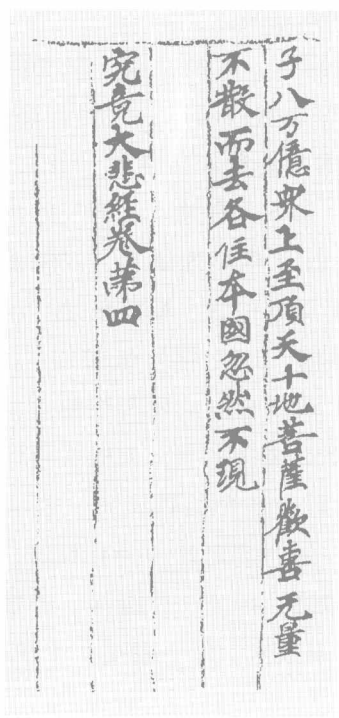 子八万億眾上至頂天十地菩薩歡喜无量
不散而去各住本國忽然不現
究竟大悲經卷第四